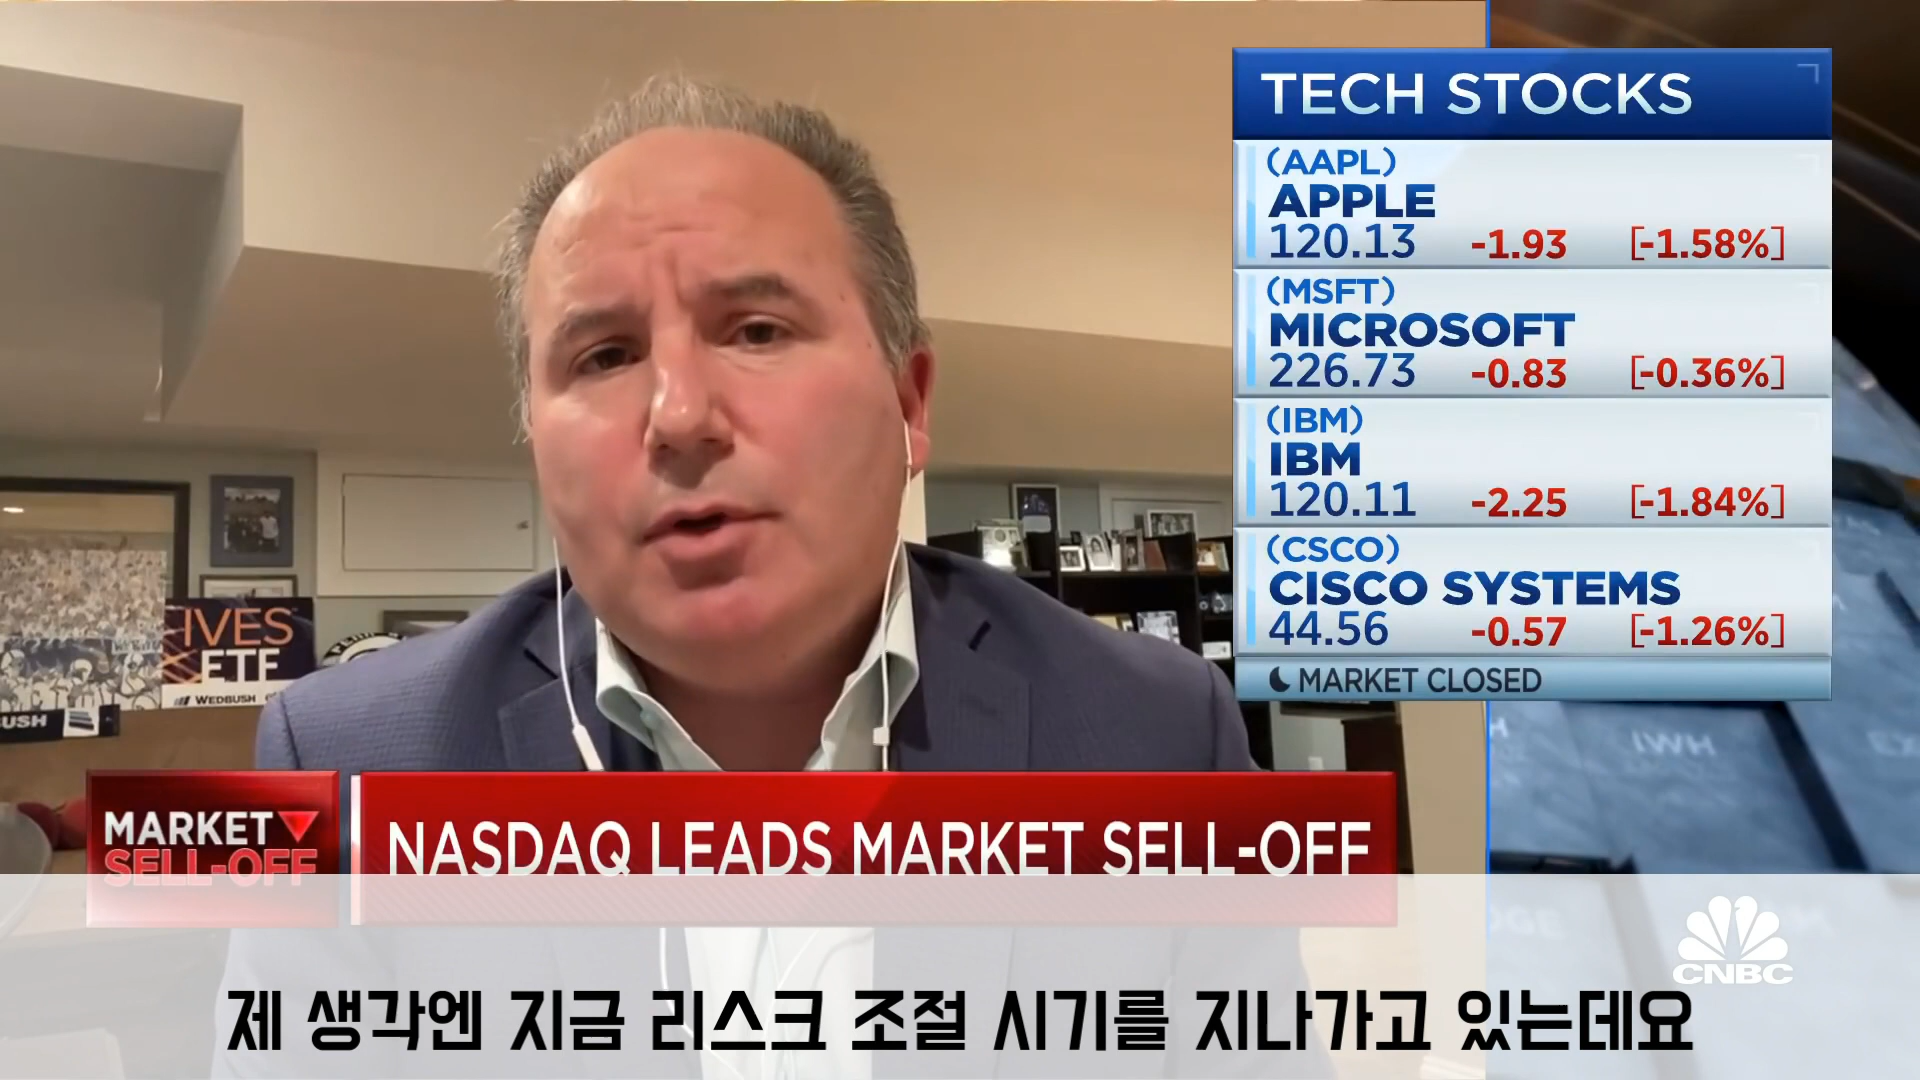 TECH STOCKS
(AAPL)
APPLE
120.13 -1.93 [-1.58%]
(MSFT)
MICROSOFT
226.73 -0.83 [-0.36%]
(IBM)
IBM
120.11 -2.25 [-1.84%]
(CSCO)
CISCO SYSTEMS
44.56 -0.57 [-1.26%]
MARKET CLOSED
IVES
ETF
WEDBUSH
USH
IWH
MARKET
SELL-OFF
NASDAQ LEADS MARKET SELL-OFF
CNBC
제 생각엔 지금 리스크 조절 시기를 지나가고 있는데요